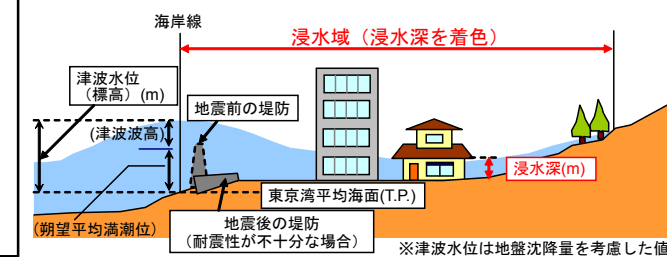 海岸線
浸水域（浸水深を着色）
津波水位
（標高）(m)
地震前の堤防
(津波波高)
浸水深(m)
東京湾平均海面(T.P.)
地震後の堤防
（耐震性が不十分な場合）
(朔望平均満潮位)
※津波水位は地盤沈降量を考慮した値